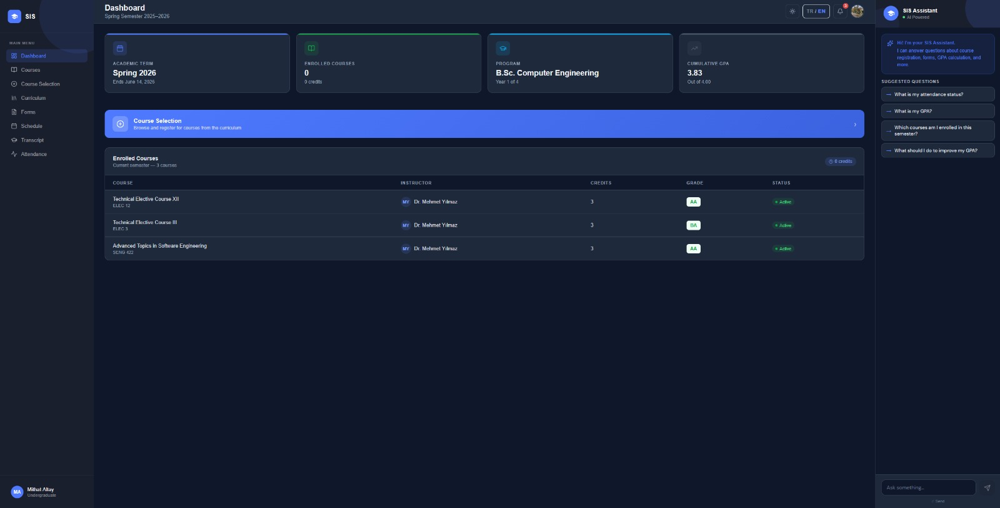 SIS
MAIN MENU
Dashboard
Courses
Course Selection
Curriculum
Forms
Schedule
Transcript
Attendance
MA
Mithat Altay
Undergraduate
Dashboard
Spring Semester 2025–2026
TR / EN
3
ACADEMIC TERM
Spring 2026
Ends June 14, 2026
ENROLLED COURSES
0
0 credits
PROGRAM
B.Sc. Computer Engineering
Year 1 of 4
CUMULATIVE GPA
3.83
Out of 4.00
Course Selection
Browse and register for courses from the curriculum
Enrolled Courses
Current semester — 3 courses
0 credits
COURSE INSTRUCTOR CREDITS GRADE STATUS
Technical Elective Course XII
ELEC 12
MY Dr. Mehmet Yılmaz 3 AA Active
Technical Elective Course III
ELEC 3
MY Dr. Mehmet Yılmaz 3 BA Active
Advanced Topics in Software Engineering
SENG 422
MY Dr. Mehmet Yılmaz 3 AA Active
SIS Assistant
AI Powered
Hi! I'm your SIS Assistant.
I can answer questions about course
registration, forms, GPA calculation, and
more.
SUGGESTED QUESTIONS
→ What is my attendance status?
→ What is my GPA?
→ Which courses am I enrolled in this
semester?
→ What should I do to improve my GPA?
Ask something...
Send